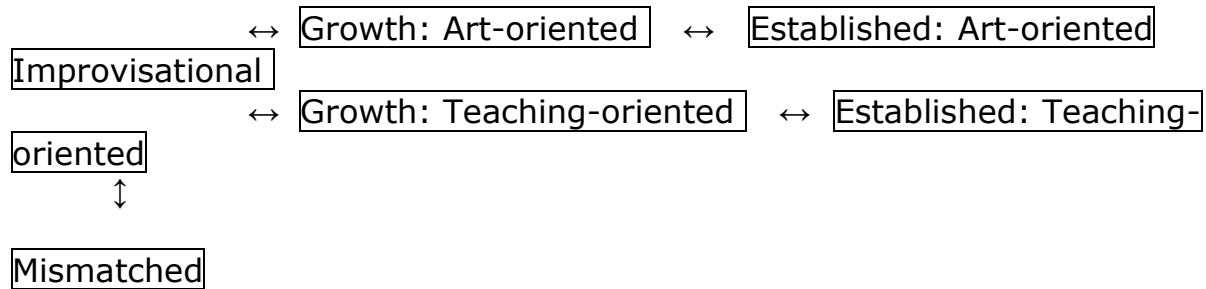 ↔ Growth: Art-oriented ↔ Established: Art-oriented
Improvisational
↔ Growth: Teaching-oriented ↔ Established: Teaching-
oriented
↕
Mismatched